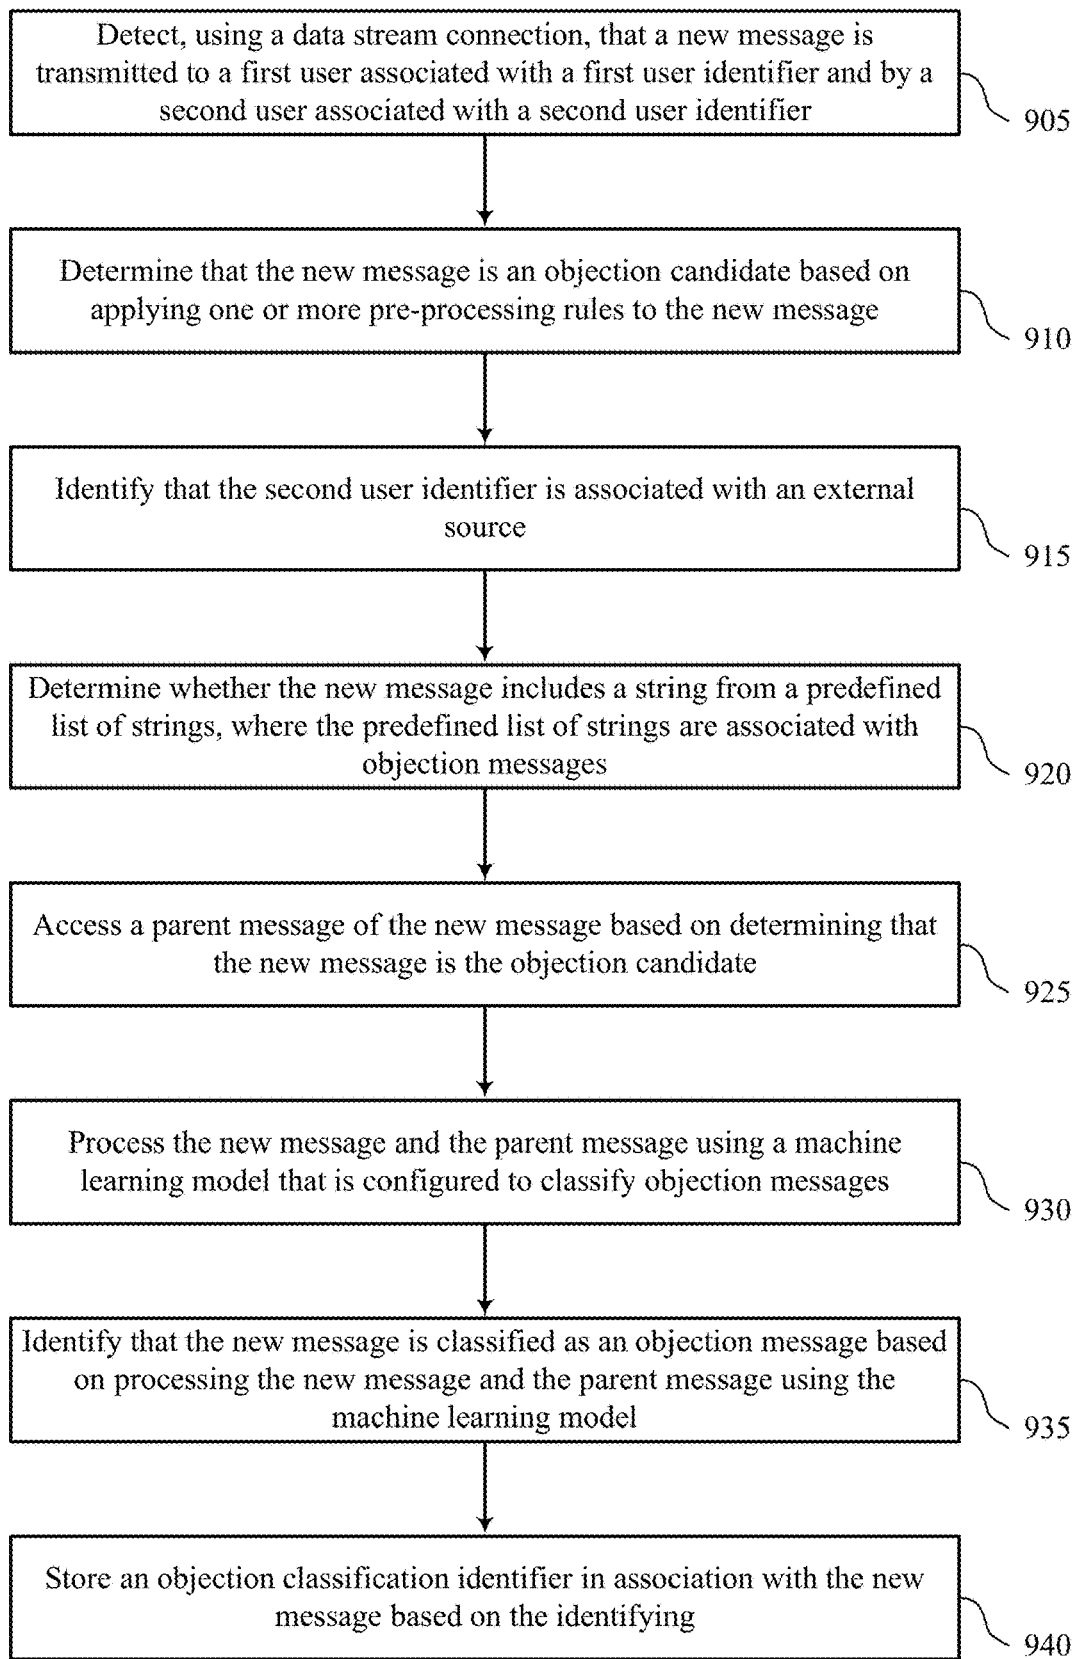 Detect, using a data stream connection, that a new message is
transmitted to a first user associated with a first user identifier and by a
second user associated with a second user identifier
905
Determine that the new message is an objection candidate based on
applying one or more pre-processing rules to the new message
910
Identify that the second user identifier is associated with an external
source
915
Determine whether the new message includes a string from a predefined
list of strings, where the predefined list of strings are associated with
objection messages
920
Access a parent message of the new message based on determining that
the new message is the objection candidate
925
Process the new message and the parent message using a machine
learning model that is configured to classify objection messages
930
Identify that the new message is classified as an objection message based
on processing the new message and the parent message using the
machine learning model
935
Store an objection classification identifier in association with the new
message based on the identifying
940